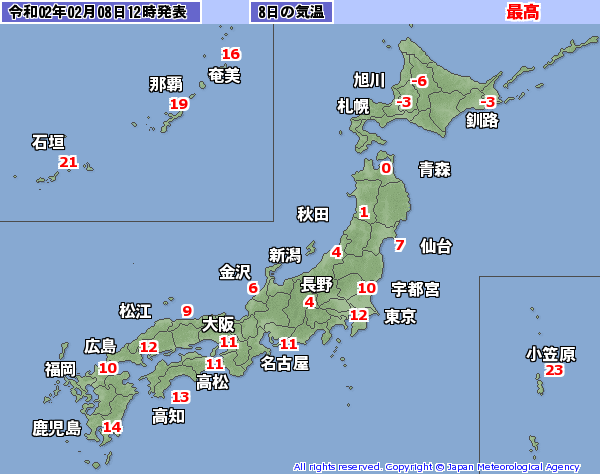 令和02年02月08日12時発表 8日の気温 最高
16
奄美
那覇
19
石垣
21
旭川 -6
札幌 -3 -3
釧路
0 青森
秋田 1
7 仙台
新潟 4
金沢 6
長野 4
10 宇都宮
12 東京
松江 9
大阪 11
11 名古屋
広島 12
福岡 10
11 高松
13 高知
鹿児島 14
小笠原
23
All rights reserved. Copyright © Japan Meteorological Agency